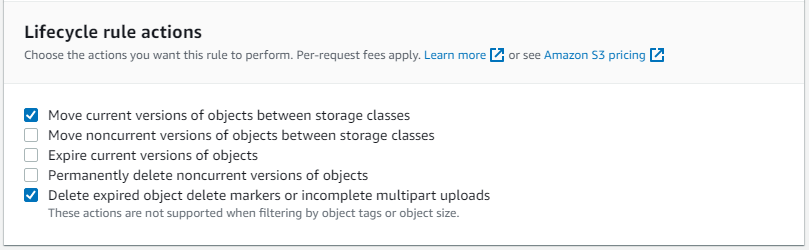 Lifecycle rule actions
Choose the actions you want this rule to perform. Per-request fees apply. Learn more or see Amazon S3 pricing
Move current versions of objects between storage classes
Move noncurrent versions of objects between storage classes
Expire current versions of objects
Permanently delete noncurrent versions of objects
Delete expired object delete markers or incomplete multipart uploads
These actions are not supported when filtering by object tags or object size.